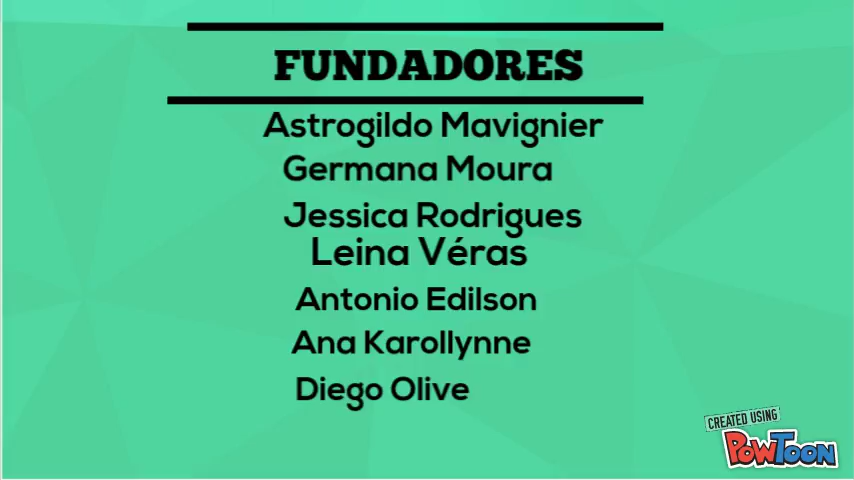 FUNDADORES
Astrogildo Mavignier
Germana Moura
Jessica Rodrigues
Leina Véras
Antonio Edilson
Ana Karollynne
Diego Olive
CREATED USING
POWTOON